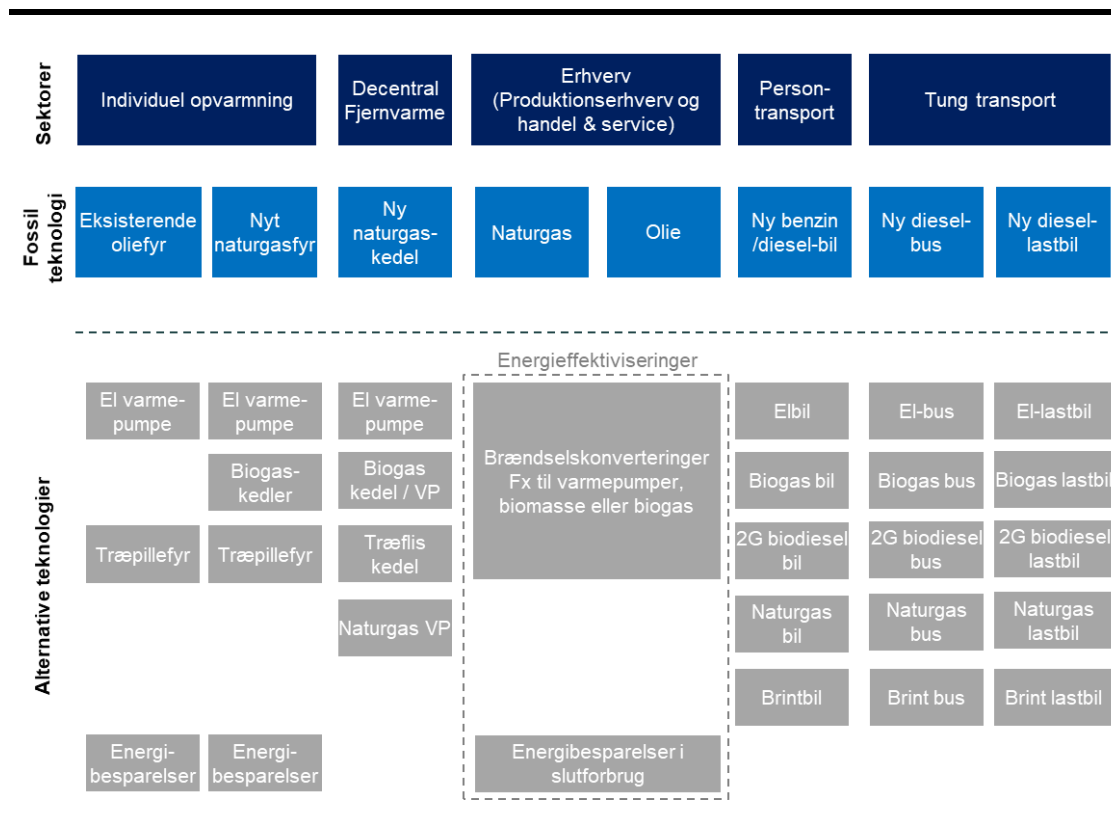 Sektorer
Individuel opvarmning
Decentral
Fjernvarme
Erhverv
(Produktionserhverv og
handel & service)
Person-
transport
Tung transport
Fossil
teknologi
Eksisterende
oliefyr
Nyt
naturgasfyr
Ny
naturgas-
kedel
Naturgas
Olie
Ny benzin
/diesel-bil
Ny diesel-
bus
Ny diesel-
lastbil
Energieffektiviseringer
Alternative teknologier
El varme-
pumpe
El varme-
pumpe
El varme-
pumpe
Brændselskonverteringer
Fx til varmepumper,
biomasse eller biogas
Elbil
El-bus
El-lastbil
Biogas-
kedler
Biogas
kedel / VP
Biogas bil
Biogas bus
Biogas lastbil
Træpillefyr
Træpillefyr
Træflis
kedel
2G biodiesel
bil
2G biodiesel
bus
2G biodiesel
lastbil
Naturgas VP
Naturgas
bil
Naturgas
bus
Naturgas
lastbil
Brintbil
Brint bus
Brint lastbil
Energi-
besparelser
Energi-
besparelser
Energibesparelser i
slutforbrug